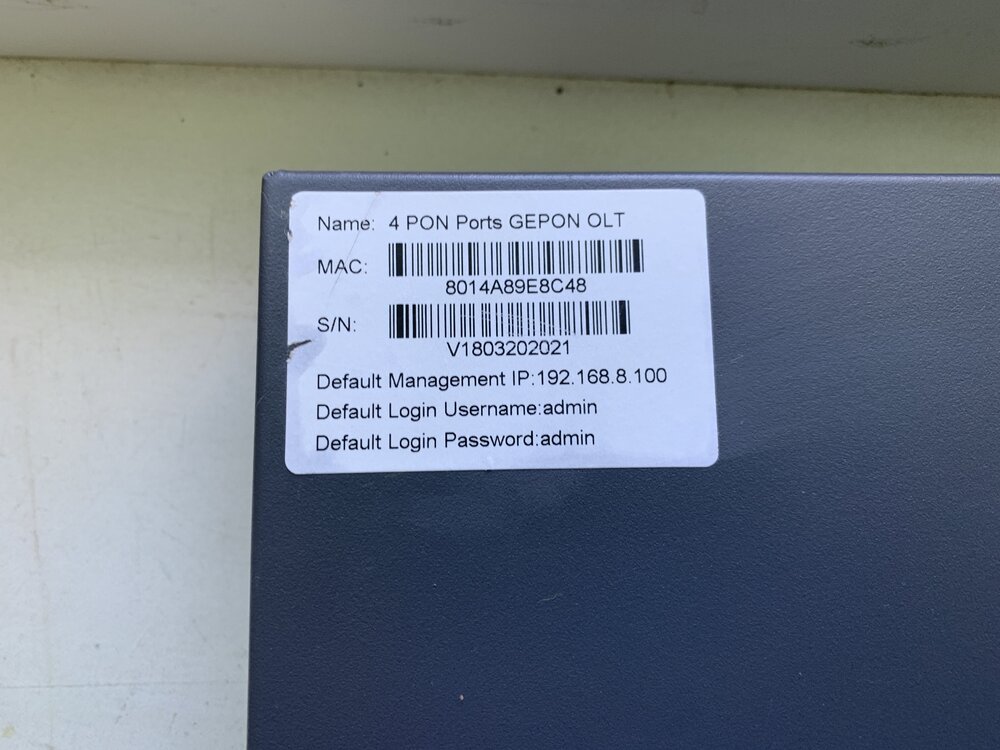 Name: 4 PON Ports GEPON OLT
MAC:
8014A89E8C48
S/N:
V1803202021
Default Management IP:192.168.8.100
Default Login Username:admin
Default Login Password:admin